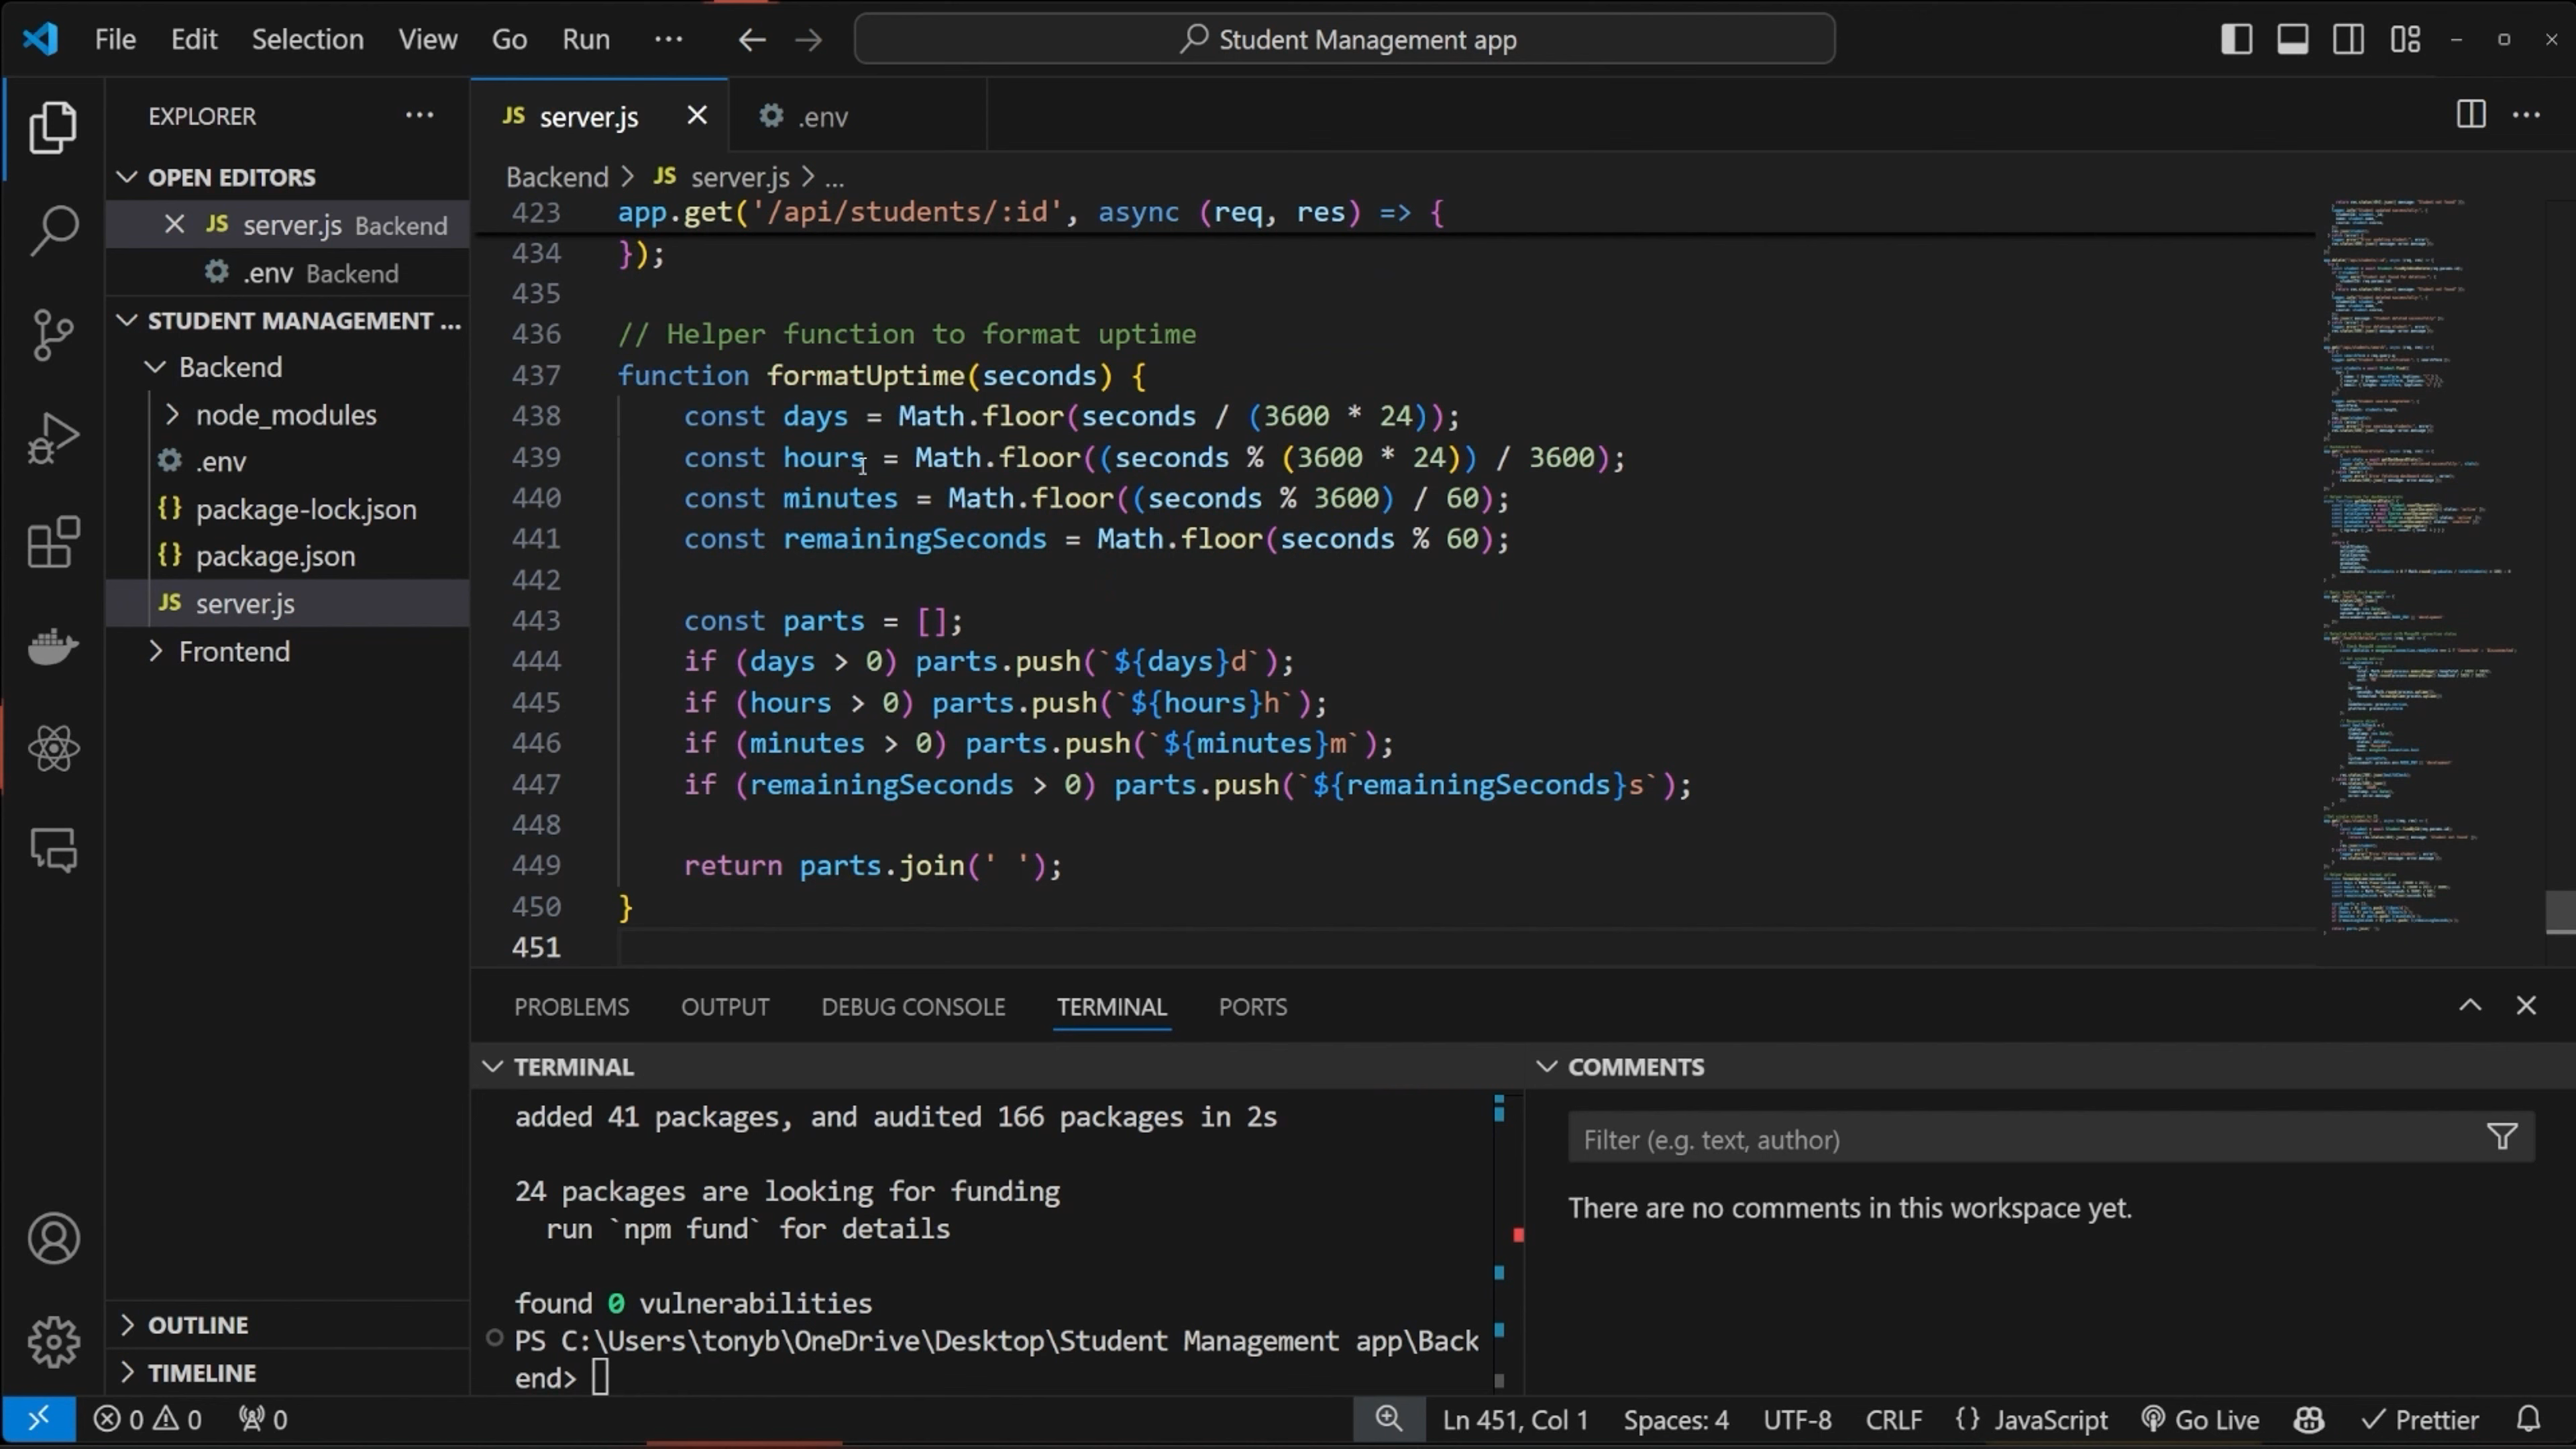 File Edit Selection View Go Run ··· Student Management app
EXPLORER ···
OPEN EDITORS
JS server.js Backend
.env Backend
STUDENT MANAGEMENT ...
Backend
node_modules
.env
{} package-lock.json
{} package.json
JS server.js
Frontend
OUTLINE
TIMELINE
JS server.js
.env
Backend > JS server.js > ...
423 app.get('/api/students/:id', async (req, res) => {
434 });
435
436 // Helper function to format uptime
437 function formatUptime(seconds) {
438 const days = Math.floor(seconds / (3600 * 24));
439 const hours = Math.floor((seconds % (3600 * 24)) / 3600);
440 const minutes = Math.floor((seconds % 3600) / 60);
441 const remainingSeconds = Math.floor(seconds % 60);
442
443 const parts = [];
444 if (days > 0) parts.push(`${days}d`);
445 if (hours > 0) parts.push(`${hours}h`);
446 if (minutes > 0) parts.push(`${minutes}m`);
447 if (remainingSeconds > 0) parts.push(`${remainingSeconds}s`);
448
449 return parts.join(' ');
450 }
451
PROBLEMS OUTPUT DEBUG CONSOLE TERMINAL PORTS
TERMINAL
added 41 packages, and audited 166 packages in 2s
24 packages are looking for funding
run `npm fund` for details
found 0 vulnerabilities
PS C:\Users\tonyb\OneDrive\Desktop\Student Management app\Back
end>
COMMENTS
Filter (e.g. text, author)
There are no comments in this workspace yet.
0 0 0
Ln 451, Col 1 Spaces: 4 UTF-8 CRLF {} JavaScript Go Live Prettier